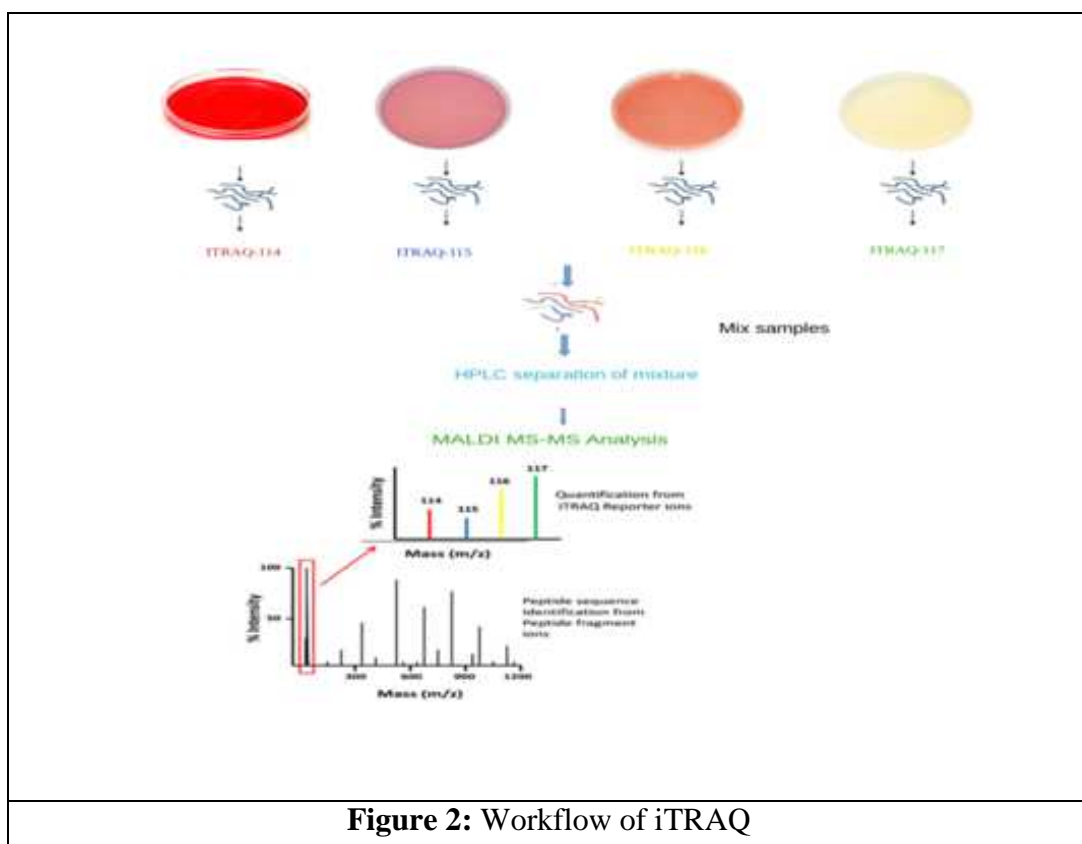 ITRAQ-114
ITRAQ-115
ITRAQ-116
ITRAQ-117
Mix samples
HPLC separation of mixture
MALDI MS-MS Analysis
% Intensity
114
115
116
117
Quantification from
ITRAQ Reporter ions
Mass (m/z)
% Intensity
100
50
300
600
900
1200
Mass (m/z)
Peptide sequence
Identification from
Peptide fragment
ions
Figure 2: Workflow of iTRAQ